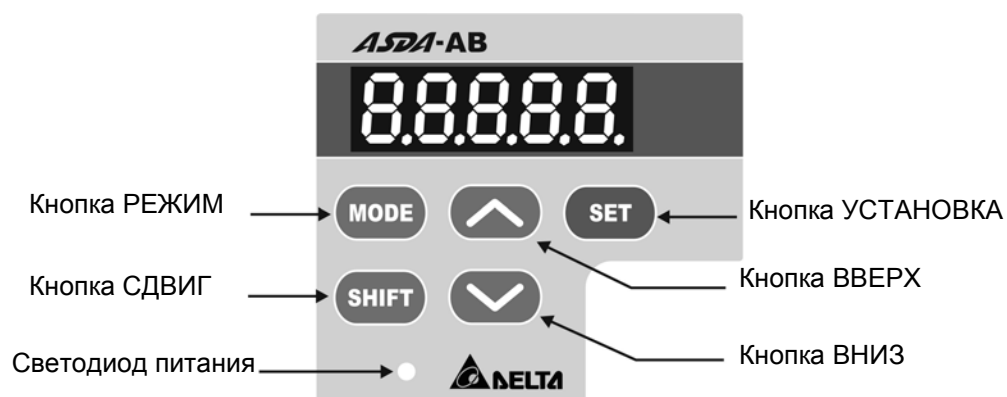 ASDA-AB
8.8.8.8.8.
Кнопка РЕЖИМ
MODE
SET
Кнопка УСТАНОВКА
Кнопка СДВИГ
SHIFT
Кнопка ВВЕРХ
Светодиод питания
Кнопка ВНИЗ
DELTA